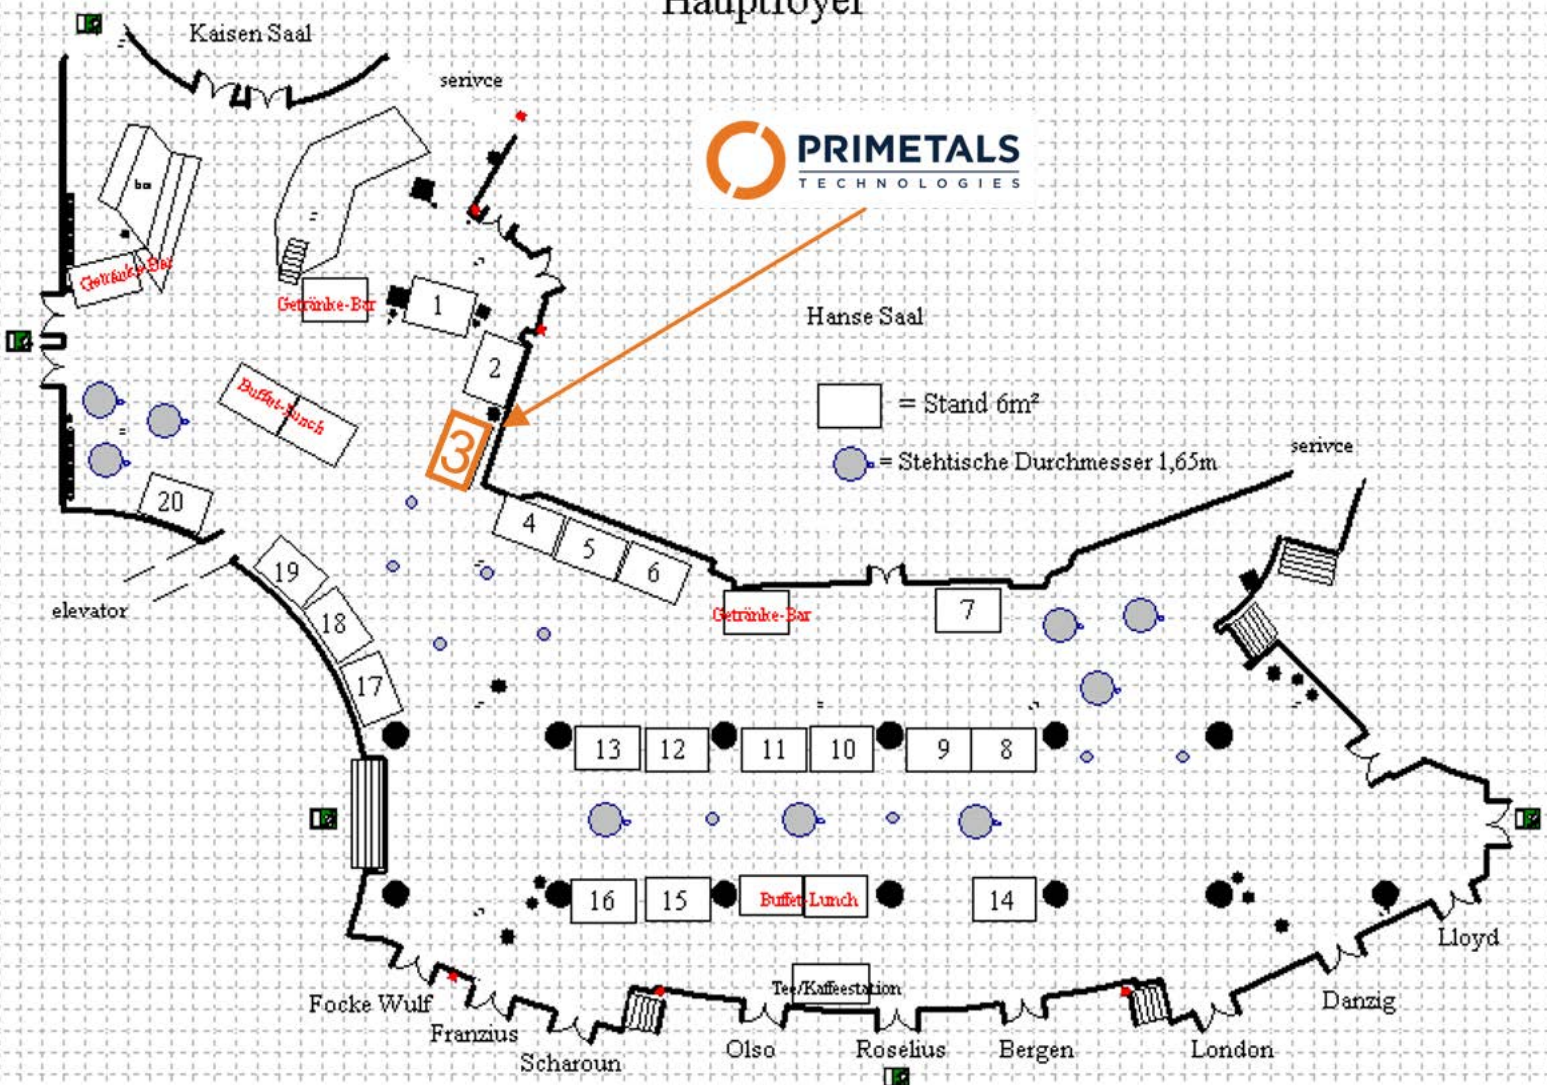 Hauptfoyer
Kaisen Saal
serivce
PRIMETALS
TECHNOLOGIES
bar
Getränke-Bar
Getränke-Bar
1
Hanse Saal
2
Buffet-Lunch
= Stand 6m²
3
serivce
= Stehtische Durchmesser 1,65m
20
4
5
6
19
elevator
18
Getränke-Bar
7
17
13
12
11
10
9
8
16
15
Buffet-Lunch
14
Lloyd
Tee/Kaffeestation
Focke Wulf
Danzig
Franzius
Olso
Roselius
Bergen
London
Scharoun